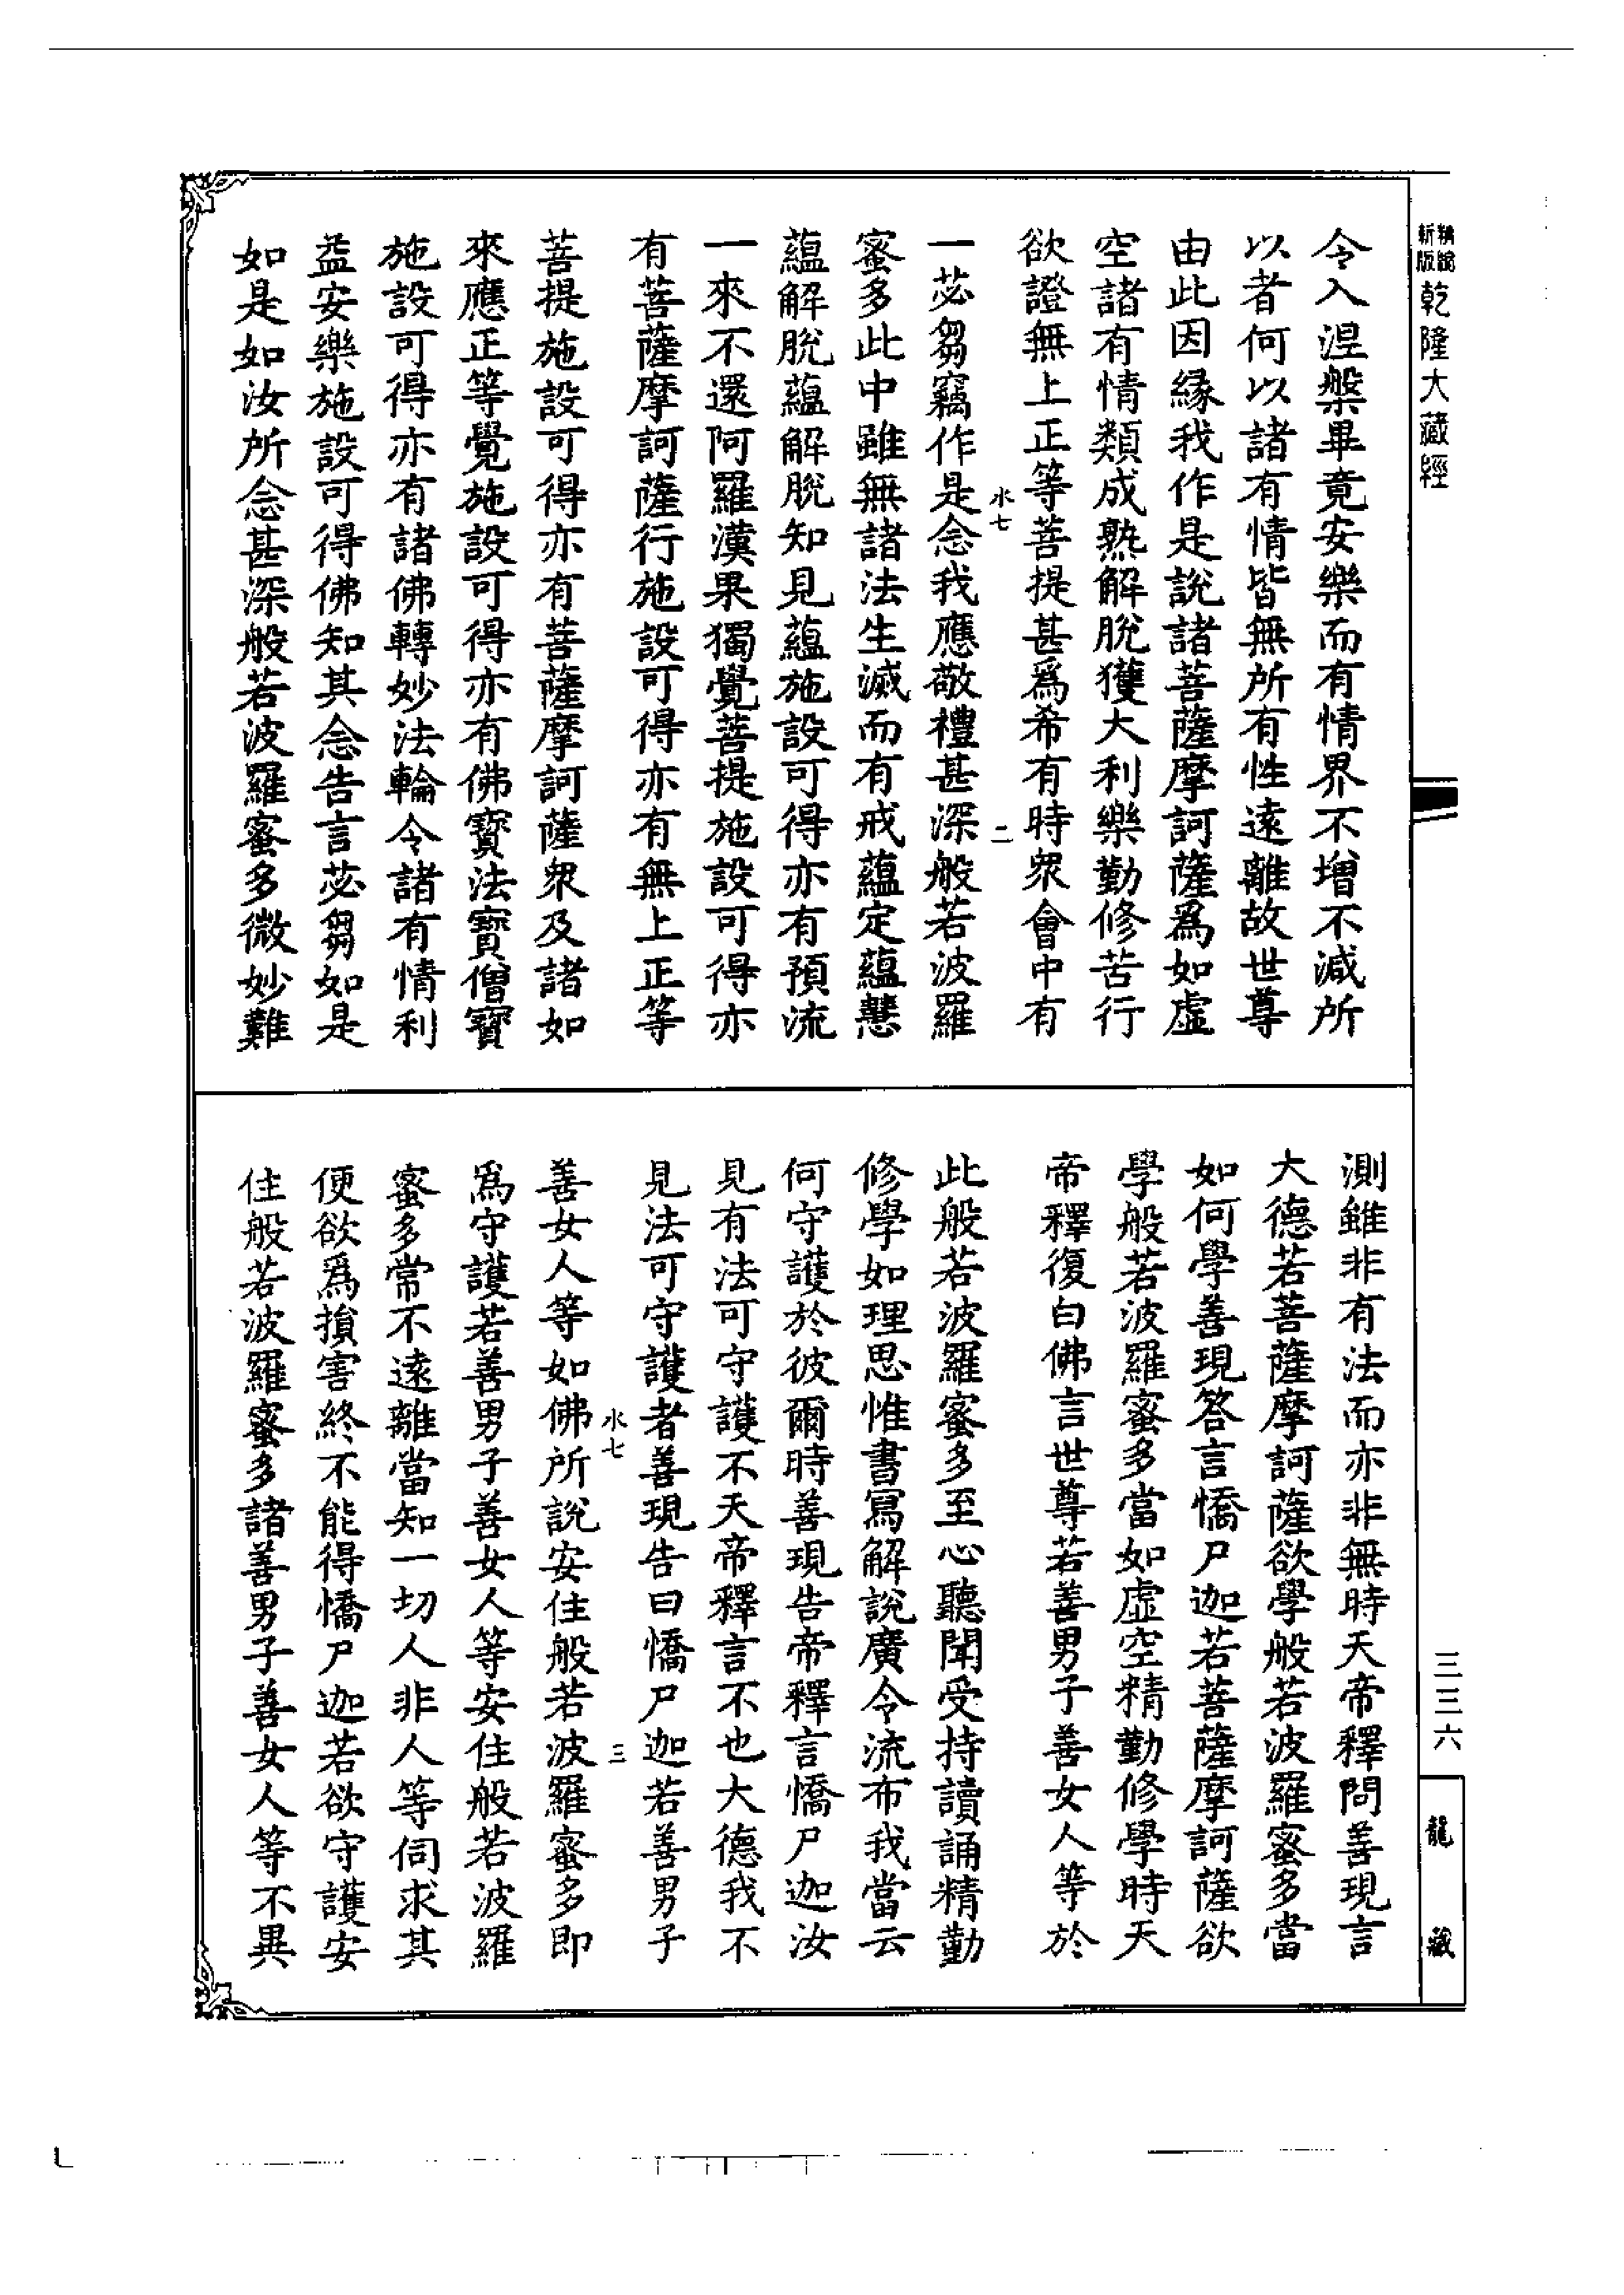 精編新版乾隆大藏經
令入涅槃畢竟安樂而有情界不增不減所
以者何以諸有情皆無所有性遠離故世尊
由此因緣我作是說諸菩薩摩訶薩爲如虛
空諸有情類成熟解脫獲大利樂勤修苦行
欲證無上正等菩提甚爲希有時眾會中有
水七 二
一苾芻竊作是念我應敬禮甚深般若波羅
蜜多此中雖無諸法生滅而有戒蘊定蘊慧
蘊解脫蘊解脫知見蘊施設可得亦有預流
一來不還阿羅漢果獨覺菩提施設可得亦
有菩薩摩訶薩行施設可得亦有無上正等
菩提施設可得亦有菩薩摩訶薩眾及諸如
來應正等覺施設可得亦有佛寶法寶僧寶
施設可得亦有諸佛轉妙法輪令諸有情利
益安樂施設可得佛知其念告言苾芻如是
如是如汝所念甚深般若波羅蜜多微妙難
測雖非有法而亦非無時天帝釋問善現言
大德若菩薩摩訶薩欲學般若波羅蜜多當
如何學善現答言憍尸迦若菩薩摩訶薩欲
學般若波羅蜜多當如虛空精勤修學時天
帝釋復白佛言世尊若善男子善女人等於
此般若波羅蜜多至心聽聞受持讀誦精勤
修學如理思惟書寫解說廣令流布我當云
何守護於彼爾時善現告帝釋言憍尸迦汝
見有法可守護不天帝釋言不也大德我不
見法可守護者善現告曰憍尸迦若善男子
水七 三
善女人等如佛所說安住般若波羅蜜多即
爲守護若善男子善女人等安住般若波羅
蜜多常不遠離當知一切人非人等伺求其
便欲爲損害終不能得憍尸迦若欲守護安
住般若波羅蜜多諸善男子善女人等不異
三三六
龍藏